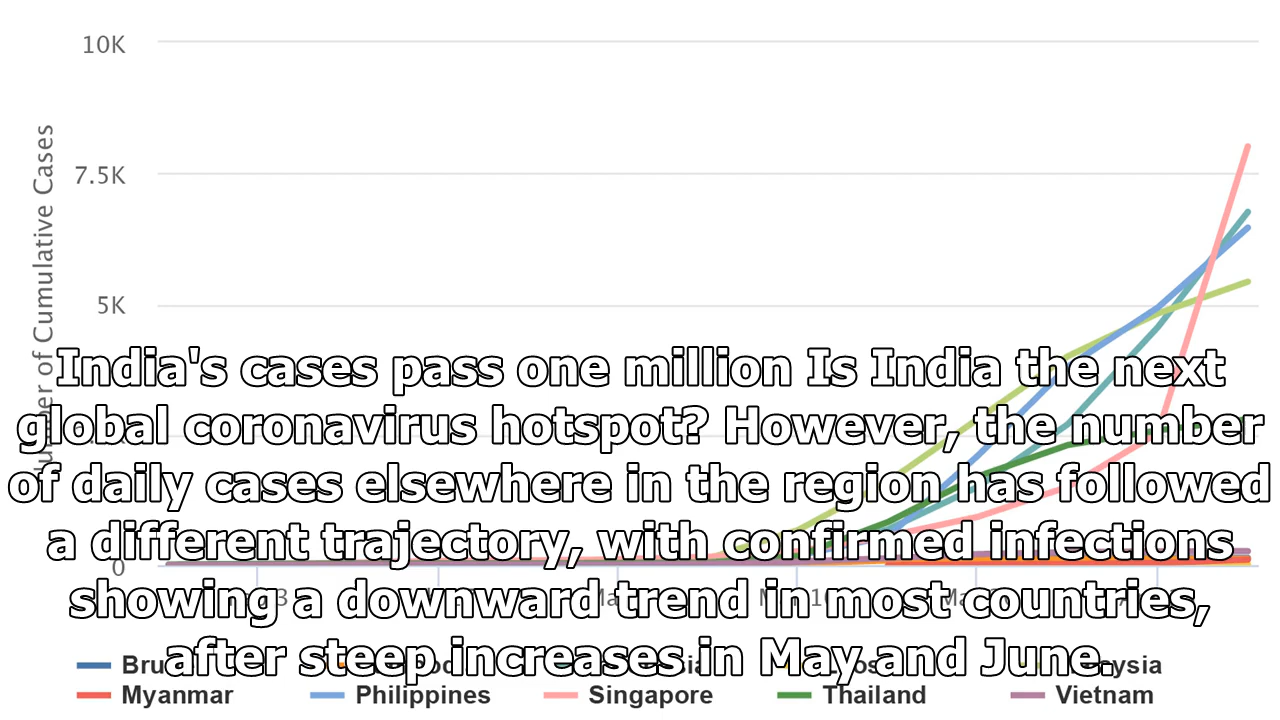 10K
7.5K
5K
0
of Cumulative Cases
India's cases pass one million Is India the next
global coronavirus hotspot? However, the number
of daily cases elsewhere in the region has followed
a different trajectory, with confirmed infections
showing a downward trend in most countries,
after steep increases in May and June.
Myanmar Philippines Singapore Thailand Vietnam